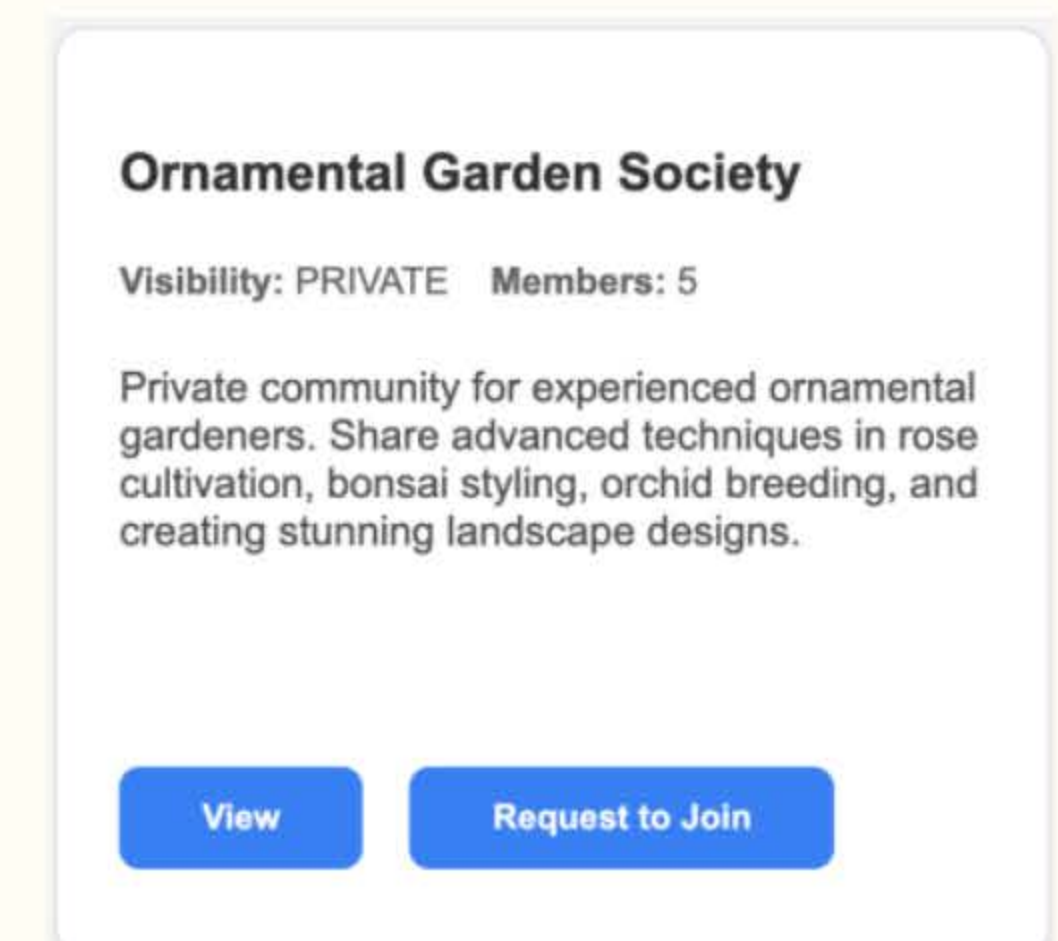 Ornamental Garden Society
Visibility: PRIVATE Members: 5
Private community for experienced ornamental
gardeners. Share advanced techniques in rose
cultivation, bonsai styling, orchid breeding, and
creating stunning landscape designs.
View
Request to Join